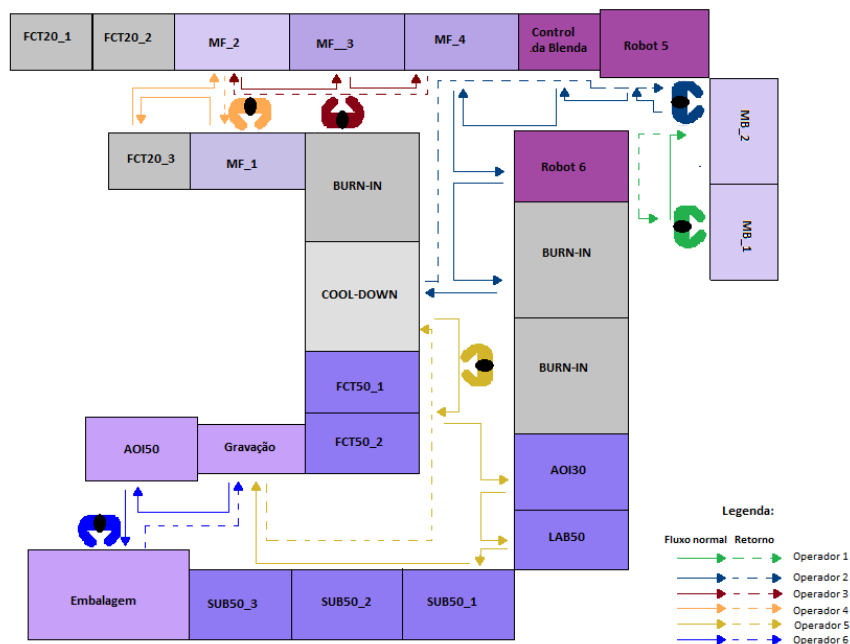 FCT20_1
FCT20_2
MF_2
MF__3
MF_4
Control
.da Blenda
Robot 5
MB_2
MB_1
FCT20_3
MF_1
BURN-IN
Robot 6
BURN-IN
COOL-DOWN
BURN-IN
FCT50_1
FCT50_2
AOI50
Gravação
AOI30
LAB50
Embalagem
SUB50_3
SUB50_2
SUB50_1
Legenda:
Fluxo normal Retorno
Operador 1
Operador 2
Operador 3
Operador 4
Operador 5
Operador 6